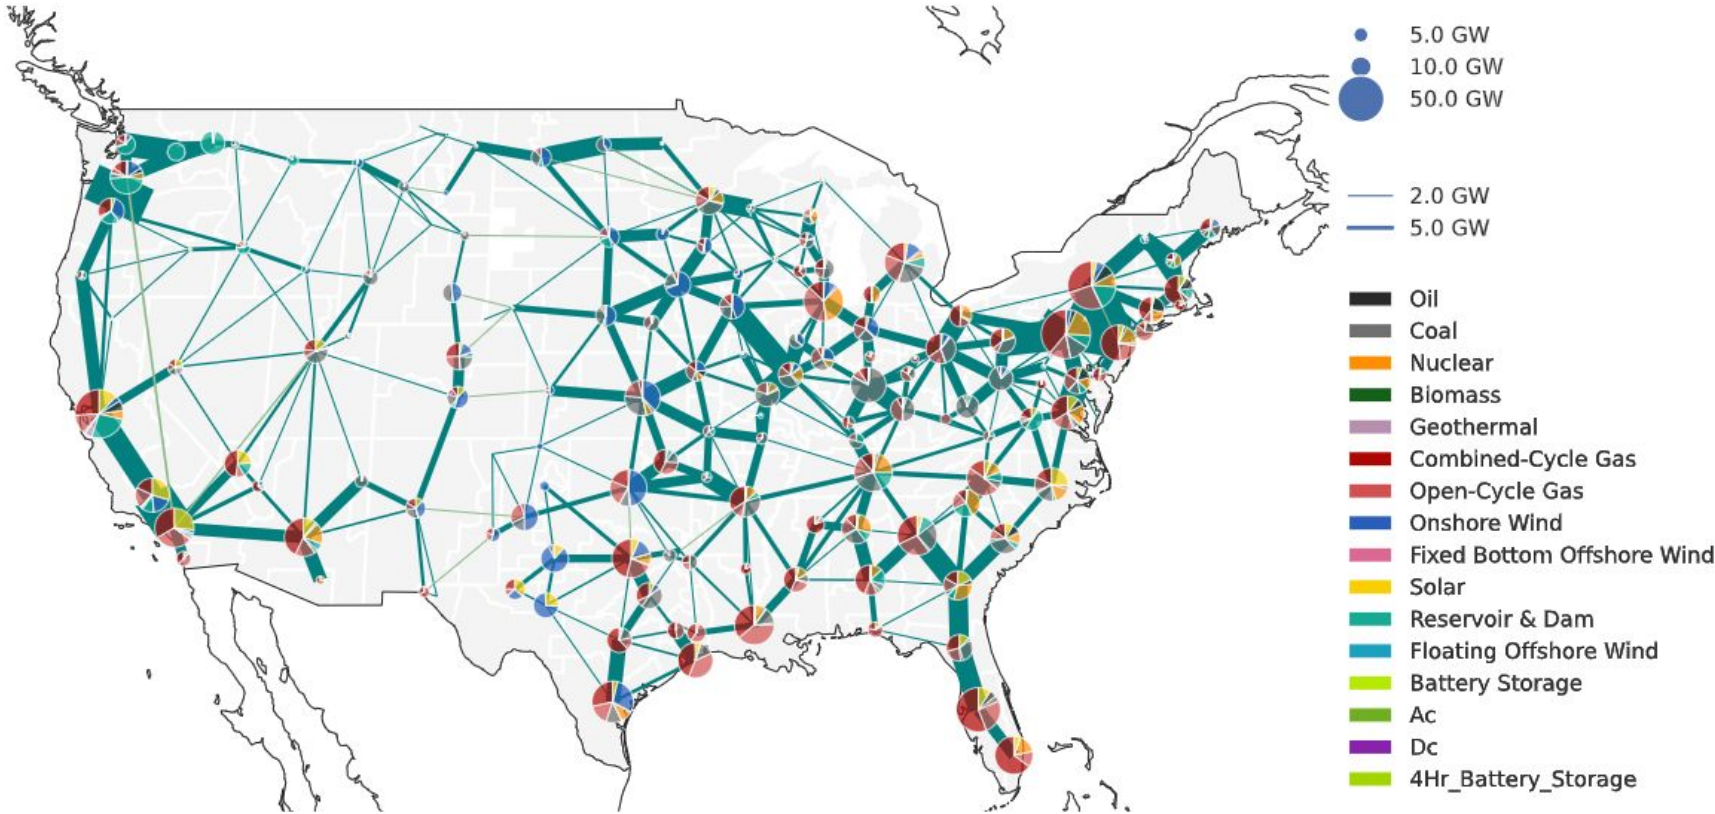 5.0 GW
10.0 GW
50.0 GW
2.0 GW
5.0 GW
Oil
Coal
Nuclear
Biomass
Geothermal
Combined-Cycle Gas
Open-Cycle Gas
Onshore Wind
Fixed Bottom Offshore Wind
Solar
Reservoir & Dam
Floating Offshore Wind
Battery Storage
Ac
Dc
4Hr_Battery_Storage